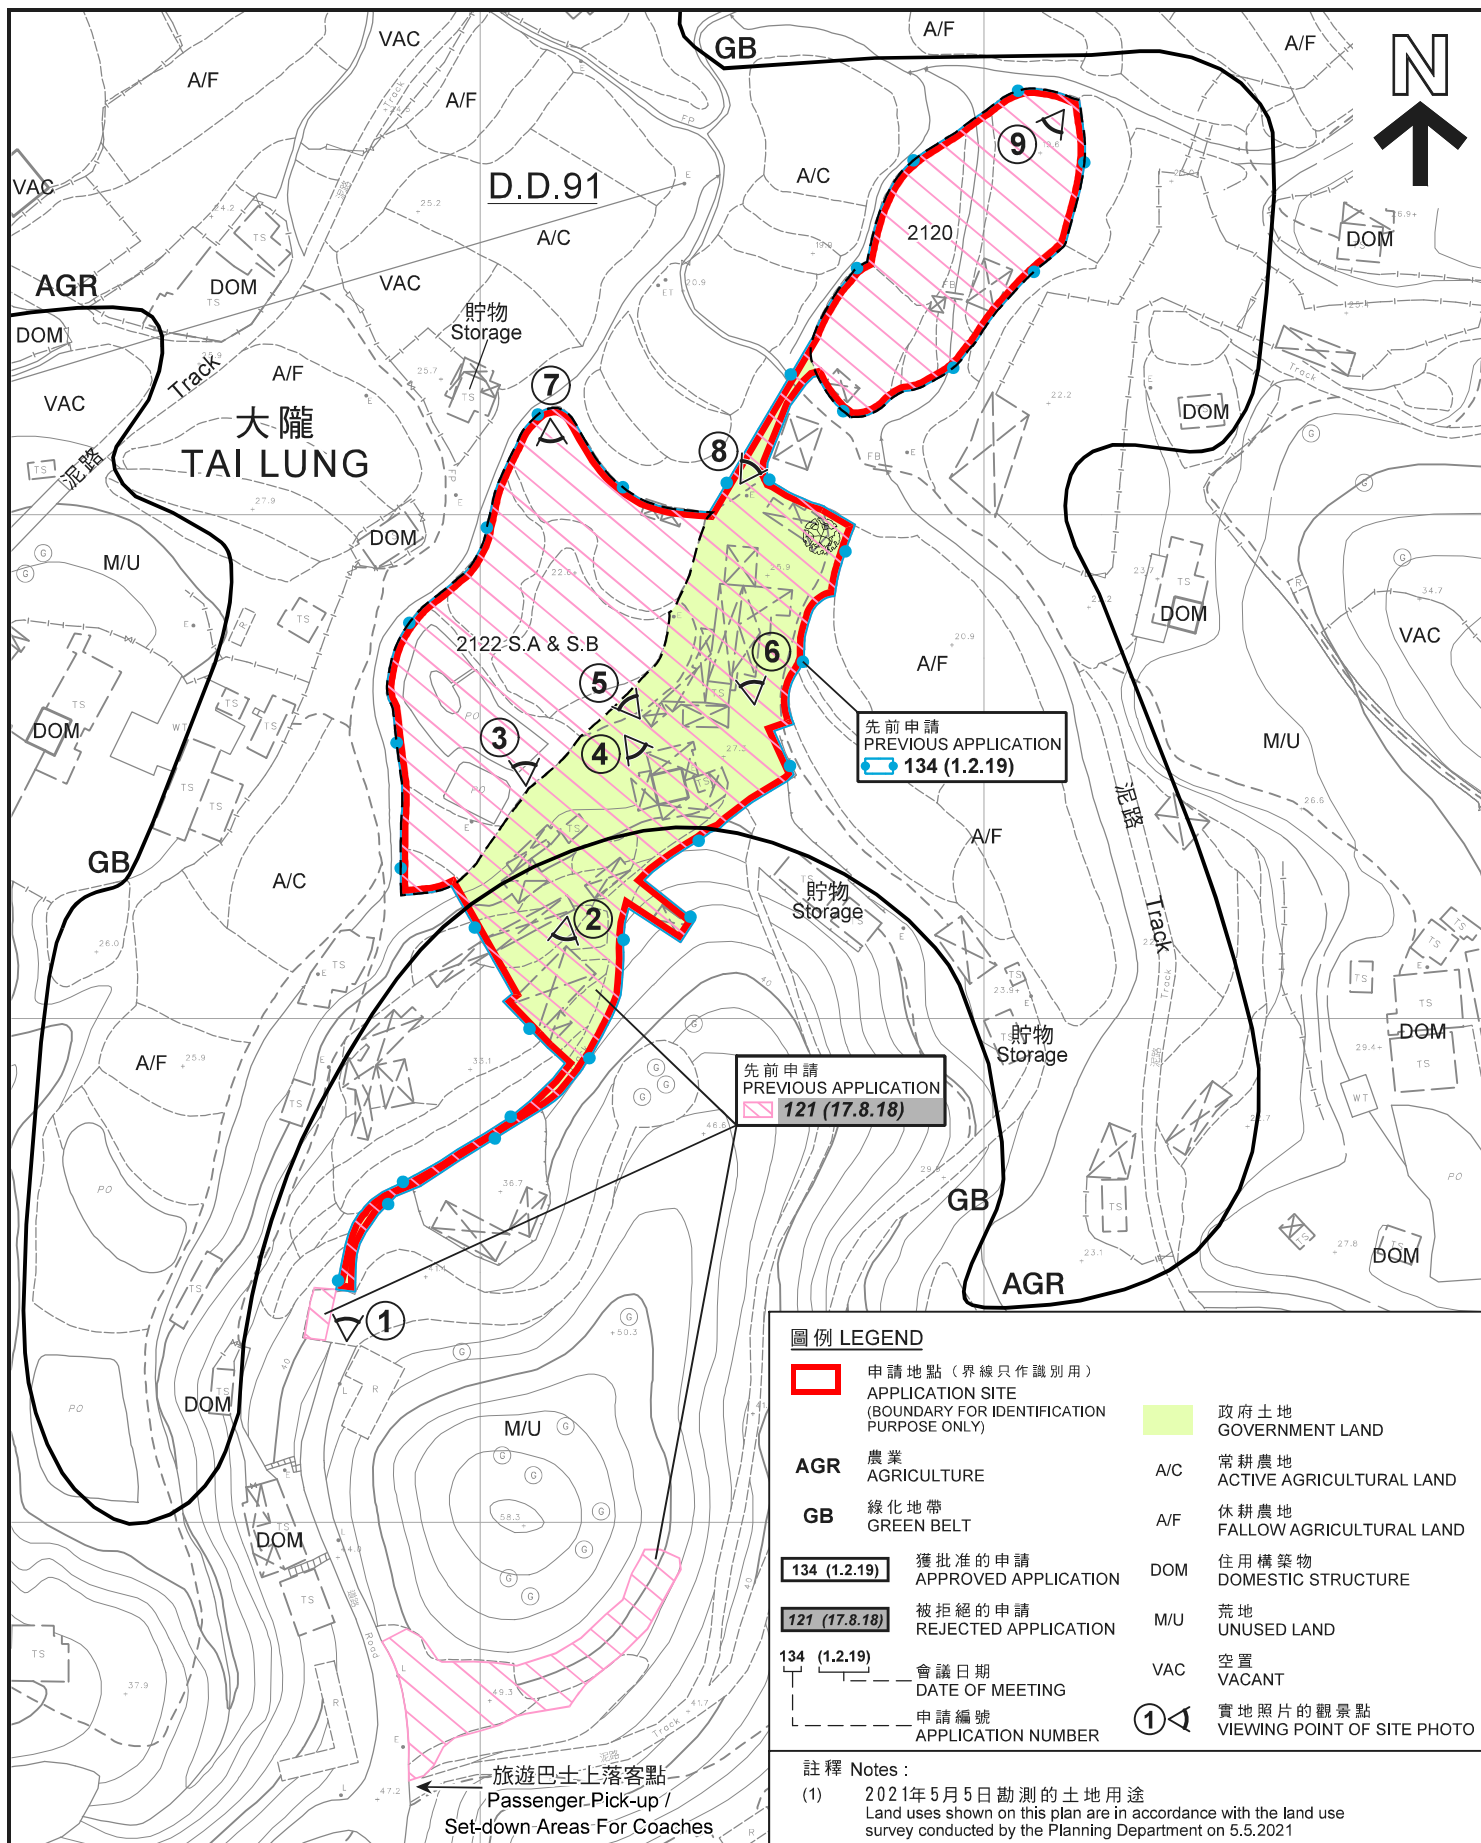 VAC
A/F
A/F
GB
A/F
A/F
N
VAC
D.D.91
A/C
A/C
9
2120
DOM
AGR
DOM
VAC
DOM
貯物
Storage
A/F
Track
VAC
7
DOM
大隴
TAI LUNG
泥路
8
DOM
M/U
2122 S.A & S.B
DOM
VAC
A/F
6
5
DOM
3
4
先前申請
PREVIOUS APPLICATION
134 (1.2.19)
M/U
泥路
Track
A/F
GB
A/C
貯物
Storage
2
貯物
Storage
DOM
A/F
先前申請
PREVIOUS APPLICATION
121 (17.8.18)
GB
AGR
DOM
1
DOM
M/U
DOM
旅遊巴士上落客點
Passenger Pick-up /
Set-down Areas For Coaches
圖例 LEGEND
申請地點（界線只作識別用）
APPLICATION SITE
(BOUNDARY FOR IDENTIFICATION
PURPOSE ONLY)
AGR 農業
AGRICULTURE
GB 綠化地帶
GREEN BELT
134 (1.2.19) 獲批准的申請
APPROVED APPLICATION
121 (17.8.18) 被拒絕的申請
REJECTED APPLICATION
134 (1.2.19)
會議日期
DATE OF MEETING
申請編號
APPLICATION NUMBER
政府土地
GOVERNMENT LAND
A/C 常耕農地
ACTIVE AGRICULTURAL LAND
A/F 休耕農地
FALLOW AGRICULTURAL LAND
DOM 住用構築物
DOMESTIC STRUCTURE
M/U 荒地
UNUSED LAND
VAC 空置
VACANT
1 實地照片的觀景點
VIEWING POINT OF SITE PHOTO
註釋 Notes :
(1) 2021年5月5日勘測的土地用途
Land uses shown on this plan are in accordance with the land use
survey conducted by the Planning Department on 5.5.2021